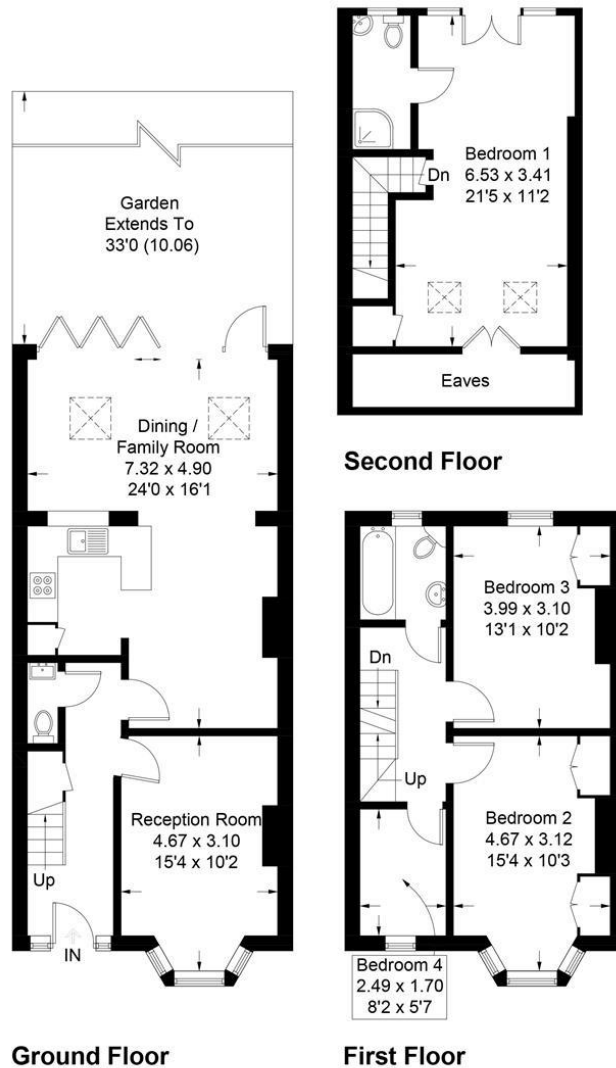 Garden
Extends To
33'0 (10.06)
Dining /
Family Room
7.32 x 4.90
24'0 x 16'1
Reception Room
4.67 x 3.10
15'4 x 10'2
Up
IN
Ground Floor
Bedroom 1
6.53 x 3.41
21'5 x 11'2
Dn
Eaves
Second Floor
Bedroom 3
3.99 x 3.10
13'1 x 10'2
Dn
Up
Bedroom 2
4.67 x 3.12
15'4 x 10'3
Bedroom 4
2.49 x 1.70
8'2 x 5'7
First Floor